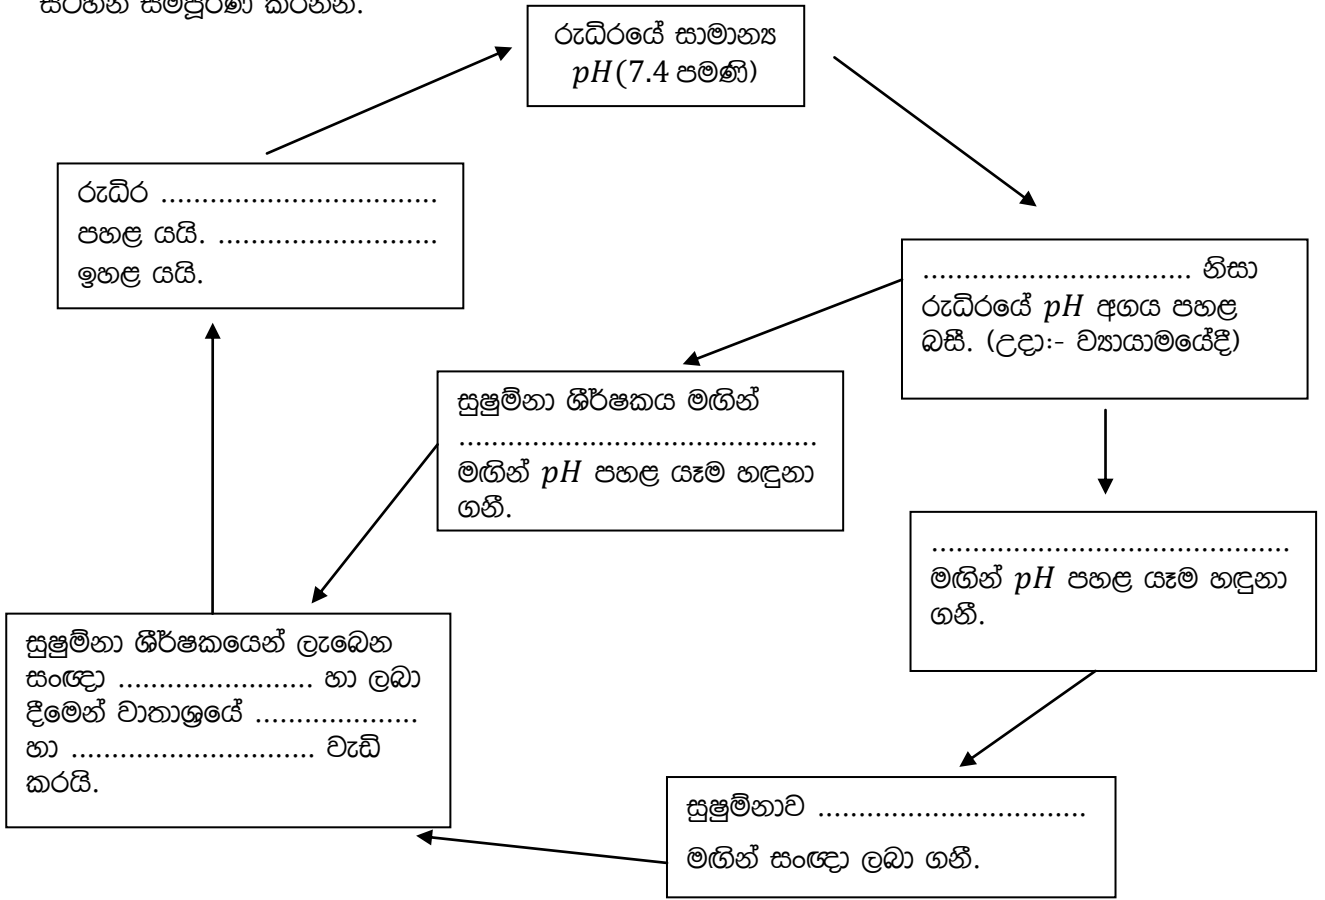 සටහන සම්පූර්ණ කරන්න.
රුධිරයේ සාමාන්‍ය
pH(7.4 පමණි)
රුධිර ..................................
පහළ යයි. ...........................
ඉහළ යයි.
................................. නිසා
රුධිරයේ pH අගය පහළ
බසී. (උදා:- ව්‍යායාමයේදී)
සුෂුම්නා ශීර්ෂකය මඟින්
............................................
මඟින් pH පහළ යෑම හඳුනා
ගනී.
............................................
මඟින් pH පහළ යෑම හඳුනා
ගනී.
සුෂුම්නා ශීර්ෂකයෙන් ලැබෙන
සංඥා ........................ හා ලබා
දීමෙන් වාතාශ්‍රයේ ....................
හා .............................. වැඩි
කරයි.
සුෂුම්නාව .................................
මඟින් සංඥා ලබා ගනී.